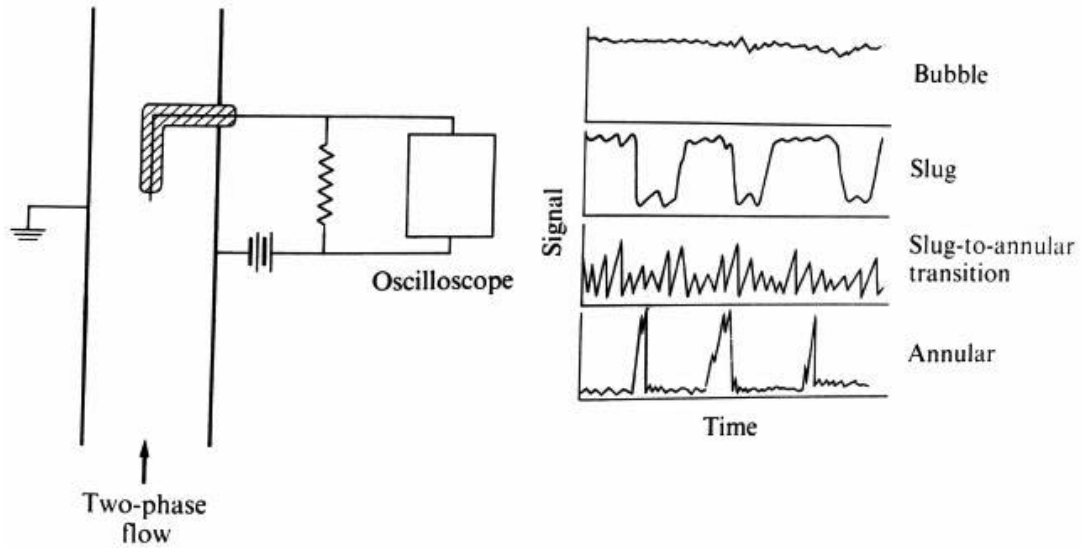 Oscilloscope
Two-phase
flow
Signal
Bubble
Slug
Slug-to-annular
transition
Annular
Time